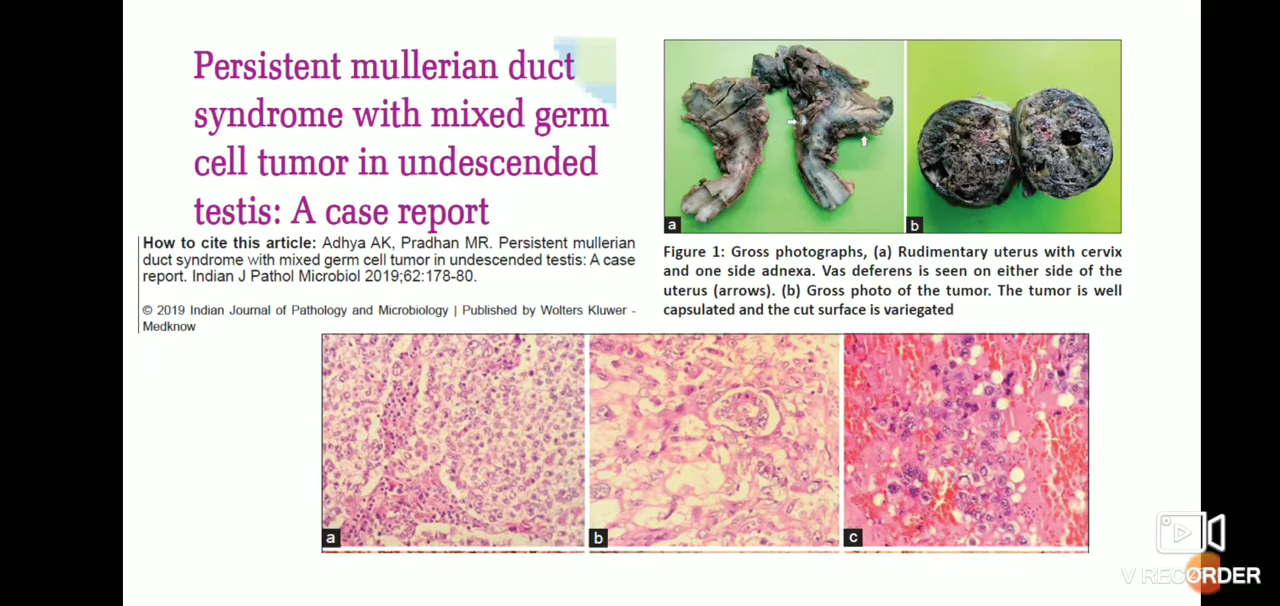 Persistent mullerian duct
syndrome with mixed germ
cell tumor in undescended
testis: A case report
How to cite this article: Adhya AK, Pradhan MR. Persistent mullerian
duct syndrome with mixed germ cell tumor in undescended testis: A case
report. Indian J Pathol Microbiol 2019;62:178-80.
© 2019 Indian Journal of Pathology and Microbiology | Published by Wolters Kluwer -
Medknow
a
b
Figure 1: Gross photographs, (a) Rudimentary uterus with cervix
and one side adnexa. Vas deferens is seen on either side of the
uterus (arrows). (b) Gross photo of the tumor. The tumor is well
capsulated and the cut surface is variegated
a
b
c
V RECORDER